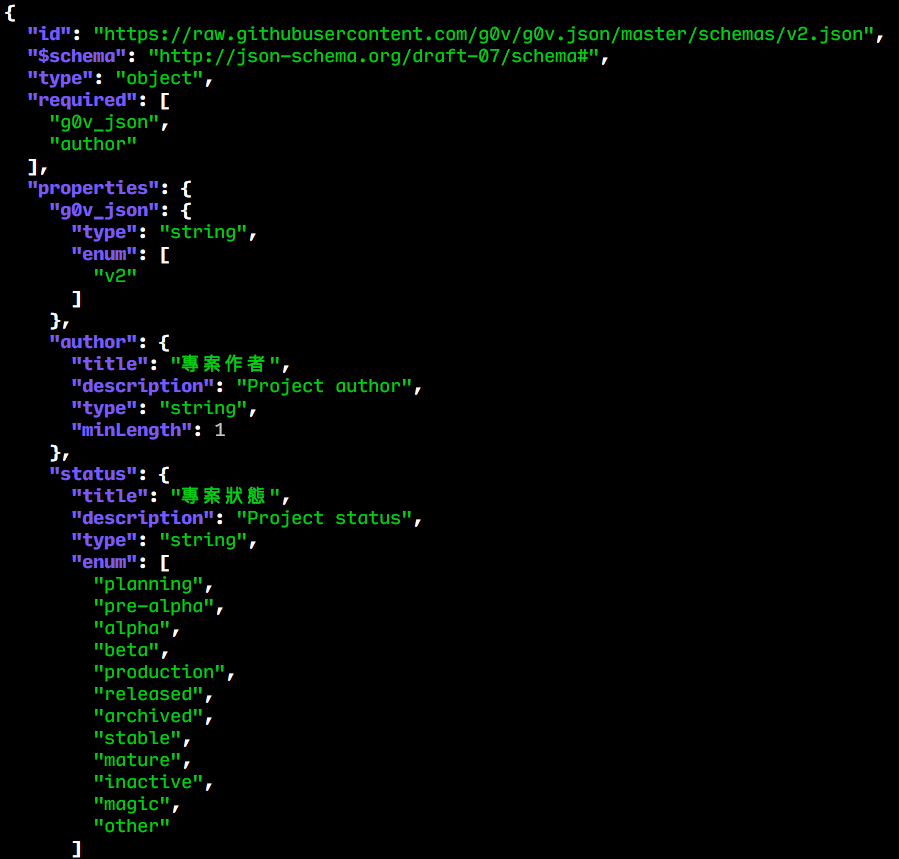 {
  "id": "https://raw.githubusercontent.com/g0v/g0v.json/master/schemas/v2.json",
  "$schema": "http://json-schema.org/draft-07/schema#",
  "type": "object",
  "required": [
    "g0v_json",
    "author"
  ],
  "properties": {
    "g0v_json": {
      "type": "string",
      "enum": [
        "v2"
      ]
    },
    "author": {
      "title": "專案作者",
      "description": "Project author",
      "type": "string",
      "minLength": 1
    },
    "status": {
      "title": "專案狀態",
      "description": "Project status",
      "type": "string",
      "enum": [
        "planning",
        "pre-alpha",
        "alpha",
        "beta",
        "production",
        "released",
        "archived",
        "stable",
        "mature",
        "inactive",
        "magic",
        "other"
      ]